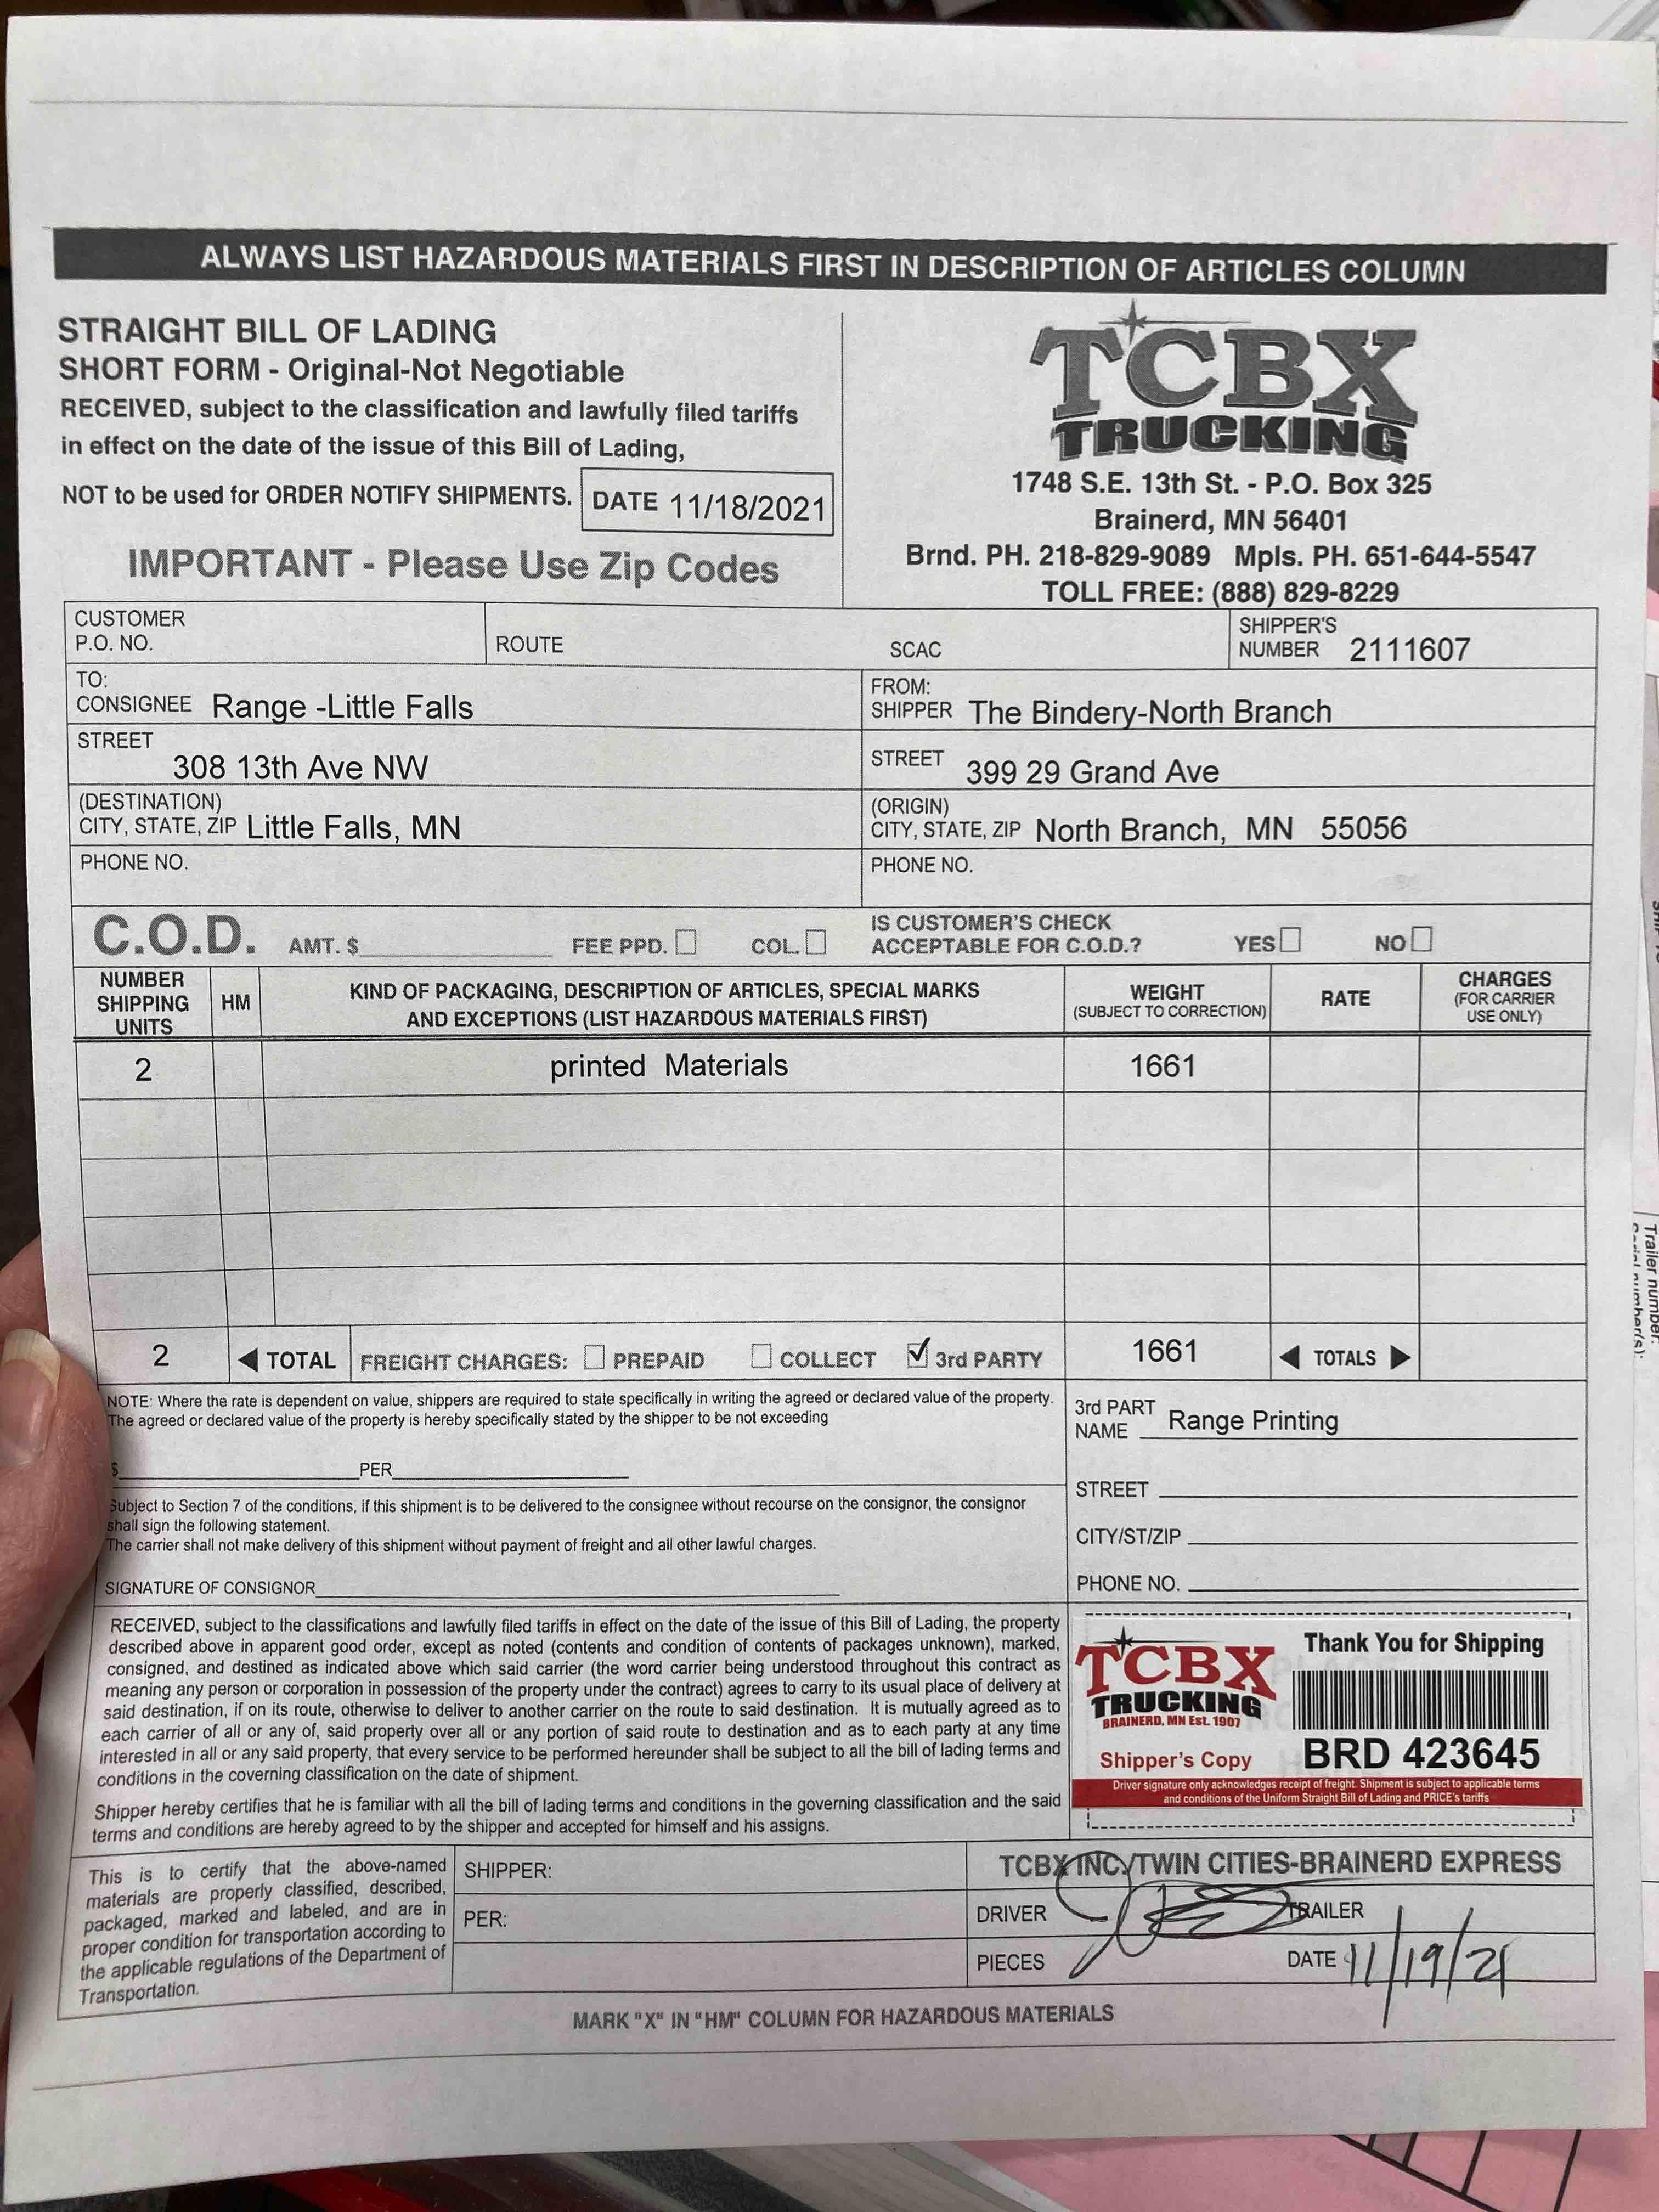 ALWAYS LIST HAZARDOUS MATERIALS FIRST IN DESCRIPTION OF ARTICLES COLUMN
STRAIGHT BILL OF LADING
SHORT FORM - Original-Not Negotiable
RECEIVED, subject to the classification and lawfully filed tariffs
in effect on the date of the issue of this Bill of Lading,
NOT to be used for ORDER NOTIFY SHIPMENTS.
DATE 11/18/2021
IMPORTANT - Please Use Zip Codes
TCBX
TRUCKING
1748 S.E. 13th St. - P.O. Box 325
Brainerd, MN 56401
Brnd. PH. 218-829-9089 Mpls. PH. 651-644-5547
TOLL FREE: (888) 829-8229
CUSTOMER
P.O. NO.
ROUTE
SCAC
SHIPPER'S
NUMBER 2111607
TO:
CONSIGNEE Range -Little Falls
FROM:
SHIPPER The Bindery-North Branch
STREET
308 13th Ave NW
STREET 399 29 Grand Ave
(DESTINATION)
CITY, STATE, ZIP Little Falls, MN
(ORIGIN)
CITY, STATE, ZIP North Branch, MN 55056
PHONE NO.
PHONE NO.
C.O.D. AMT. $ FEE PPD. COL.
IS CUSTOMER'S CHECK
ACCEPTABLE FOR C.O.D.? YES NO
NUMBER
SHIPPING
UNITS
HM
KIND OF PACKAGING, DESCRIPTION OF ARTICLES, SPECIAL MARKS
AND EXCEPTIONS (LIST HAZARDOUS MATERIALS FIRST)
WEIGHT
(SUBJECT TO CORRECTION)
RATE
CHARGES
(FOR CARRIER
USE ONLY)
2 printed Materials 1661
2 TOTAL FREIGHT CHARGES: PREPAID COLLECT ✓ 3rd PARTY 1661 TOTALS
NOTE: Where the rate is dependent on value, shippers are required to state specifically in writing the agreed or declared value of the property.
The agreed or declared value of the property is hereby specifically stated by the shipper to be not exceeding
$ PER
Subject to Section 7 of the conditions, if this shipment is to be delivered to the consignee without recourse on the consignor, the consignor
shall sign the following statement.
The carrier shall not make delivery of this shipment without payment of freight and all other lawful charges.
SIGNATURE OF CONSIGNOR
3rd PART
NAME Range Printing
STREET
CITY/ST/ZIP
PHONE NO.
RECEIVED, subject to the classifications and lawfully filed tariffs in effect on the date of the issue of this Bill of Lading, the property
described above in apparent good order, except as noted (contents and condition of contents of packages unknown), marked,
consigned, and destined as indicated above which said carrier (the word carrier being understood throughout this contract as
meaning any person or corporation in possession of the property under the contract) agrees to carry to its usual place of delivery at
said destination, if on its route, otherwise to deliver to another carrier on the route to said destination. It is mutually agreed as to
each carrier of all or any of, said property over all or any portion of said route to destination and as to each party at any time
interested in all or any said property, that every service to be performed hereunder shall be subject to all the bill of lading terms and
conditions in the coverning classification on the date of shipment.
Shipper hereby certifies that he is familiar with all the bill of lading terms and conditions in the governing classification and the said
terms and conditions are hereby agreed to by the shipper and accepted for himself and his assigns.
TCBX
TRUCKING
BRAINERD, MN Est. 1907
Shipper's Copy
Thank You for Shipping
BRD 423645
Driver signature only acknowledges receipt of freight. Shipment is subject to applicable terms
and conditions of the Uniform Straight Bill of Lading and PRICE's tariffs
This is to certify that the above-named
materials are properly classified, described,
packaged, marked and labeled, and are in
proper condition for transportation according to
the applicable regulations of the Department of
Transportation.
SHIPPER:
PER:
TCBX INC./TWIN CITIES-BRAINERD EXPRESS
DRIVER TRAILER
PIECES DATE 11/19/21
MARK "X" IN "HM" COLUMN FOR HAZARDOUS MATERIALS
Trailer number: